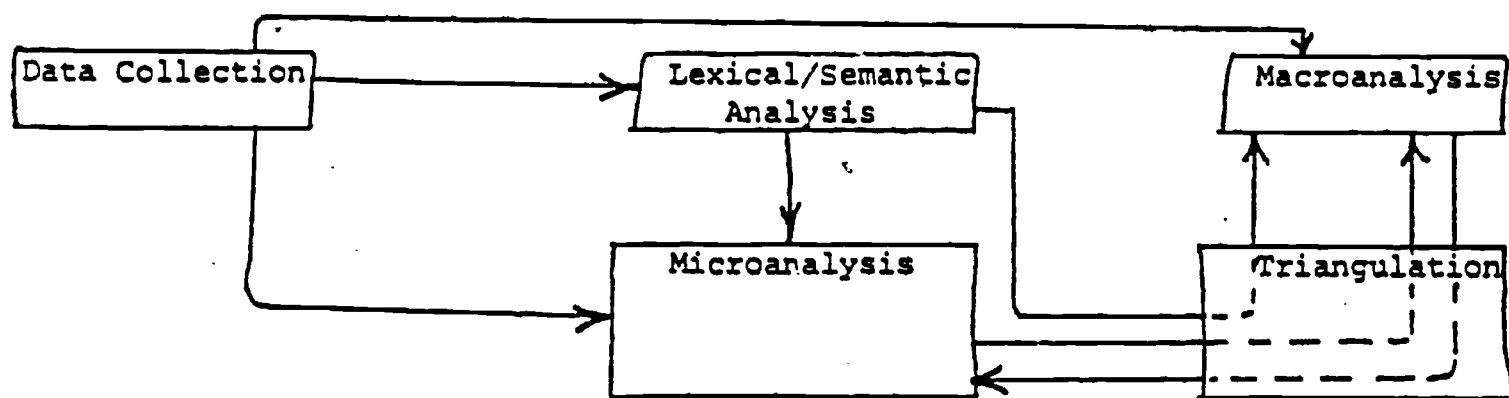 Data Collection
Lexical/Semantic
Analysis
Macroanalysis
Microanalysis
Triangulation